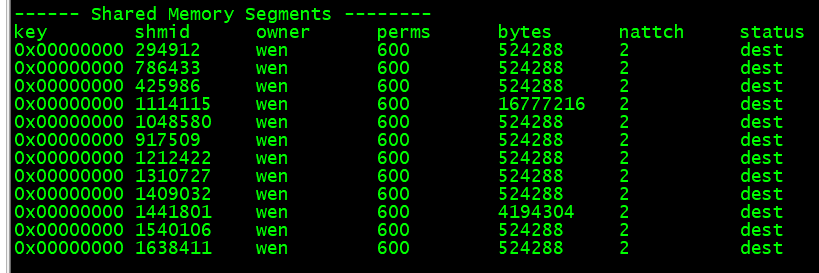 ------ Shared Memory Segments --------
key        shmid      owner      perms      bytes      nattch     status
0x00000000 294912     wen        600        524288     2          dest
0x00000000 786433     wen        600        524288     2          dest
0x00000000 425986     wen        600        524288     2          dest
0x00000000 1114115    wen        600        16777216   2          dest
0x00000000 1048580    wen        600        524288     2          dest
0x00000000 917509     wen        600        524288     2          dest
0x00000000 1212422    wen        600        524288     2          dest
0x00000000 1310727    wen        600        524288     2          dest
0x00000000 1409032    wen        600        524288     2          dest
0x00000000 1441801    wen        600        4194304    2          dest
0x00000000 1540106    wen        600        524288     2          dest
0x00000000 1638411    wen        600        524288     2          dest